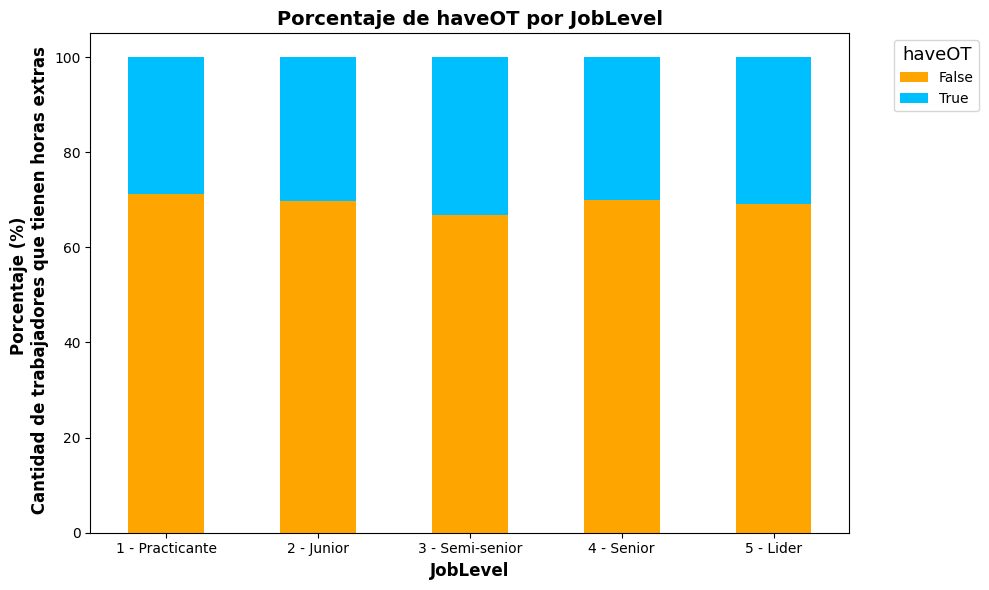 Porcentaje de haveOT por JobLevel
haveOT
False
True
Porcentaje (%)
Cantidad de trabajadores que tienen horas extras
100
80
60
40
20
0
1 - Practicante
2 - Junior
3 - Semi-senior
4 - Senior
5 - Lider
JobLevel